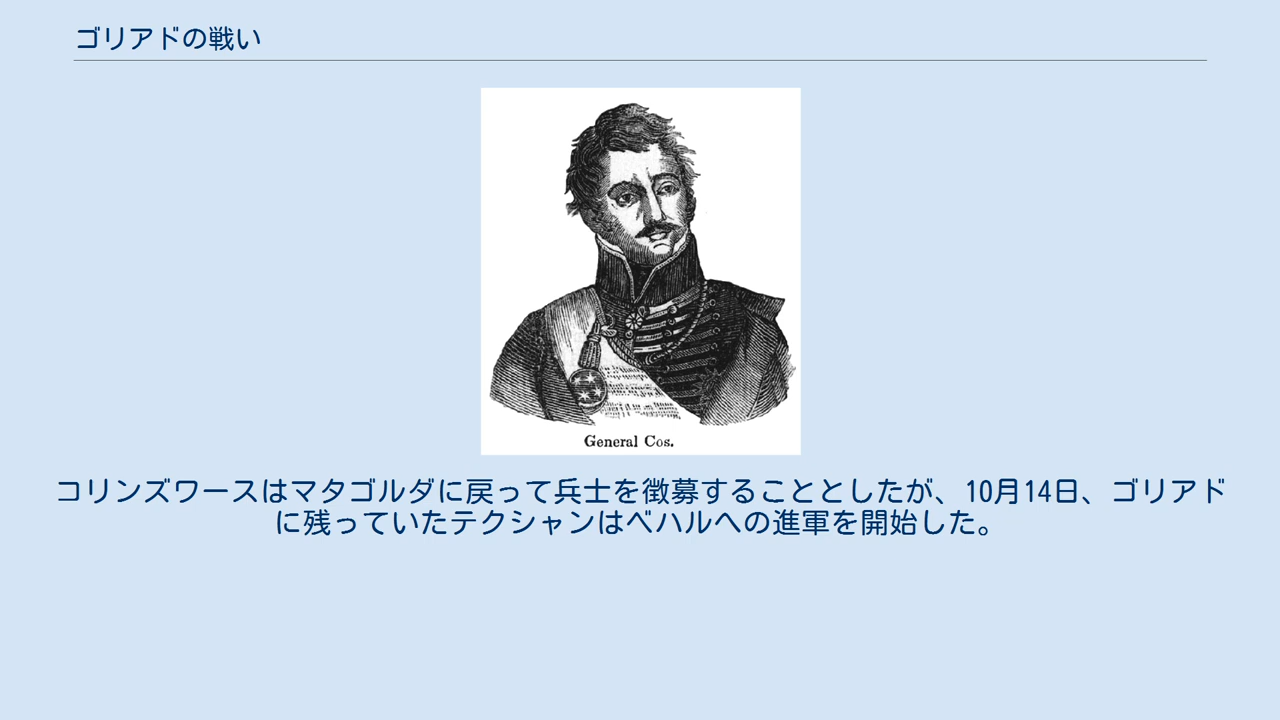 ゴリアドの戦い
General Cos.
コリンズワースはマタゴルダに戻って兵士を徴募することとしたが、10月14日、ゴリアド
に残っていたテクシャンはベハルへの進軍を開始した。